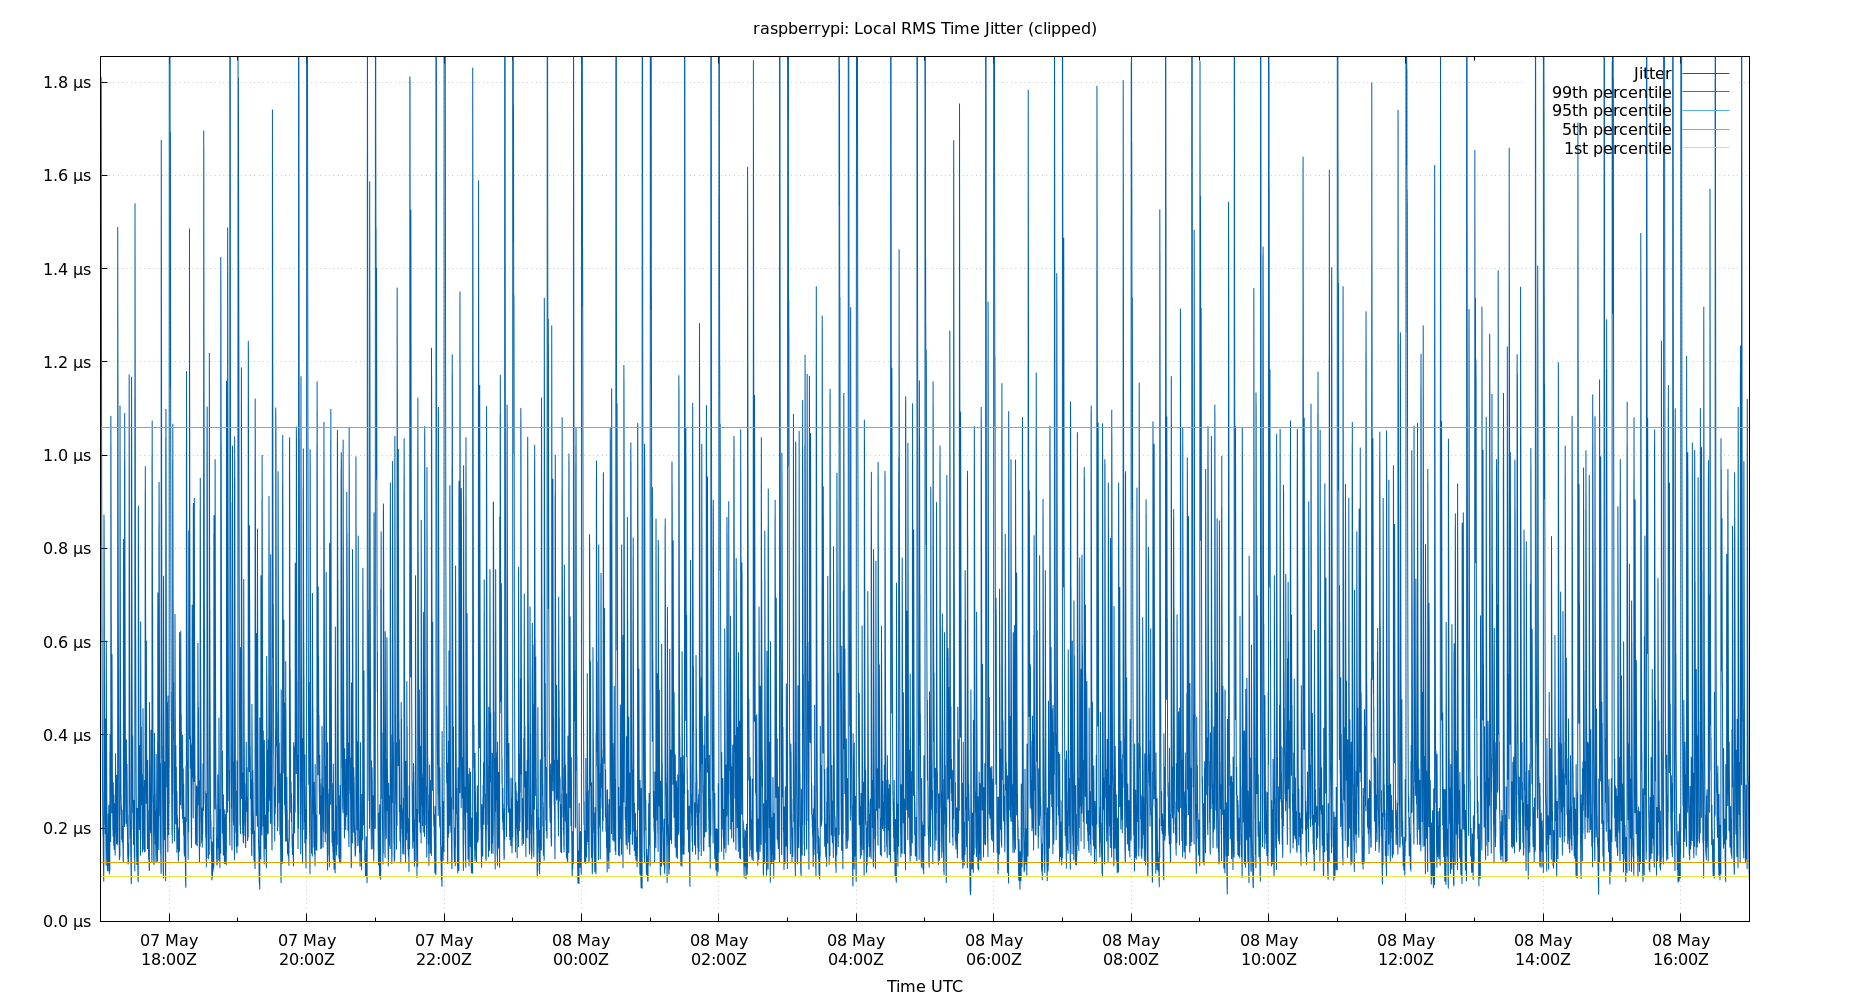 raspberrypi: Local RMS Time Jitter (clipped)
1.8 µs
1.6 µs
1.4 µs
1.2 µs
1.0 µs
0.8 µs
0.6 µs
0.4 µs
0.2 µs
0.0 µs
Jitter
99th percentile
95th percentile
5th percentile
1st percentile
07 May 07 May 07 May 08 May 08 May 08 May 08 May 08 May 08 May 08 May 08 May 08 May
18:00Z 20:00Z 22:00Z 00:00Z 02:00Z 04:00Z 06:00Z 08:00Z 10:00Z 12:00Z 14:00Z 16:00Z
Time UTC